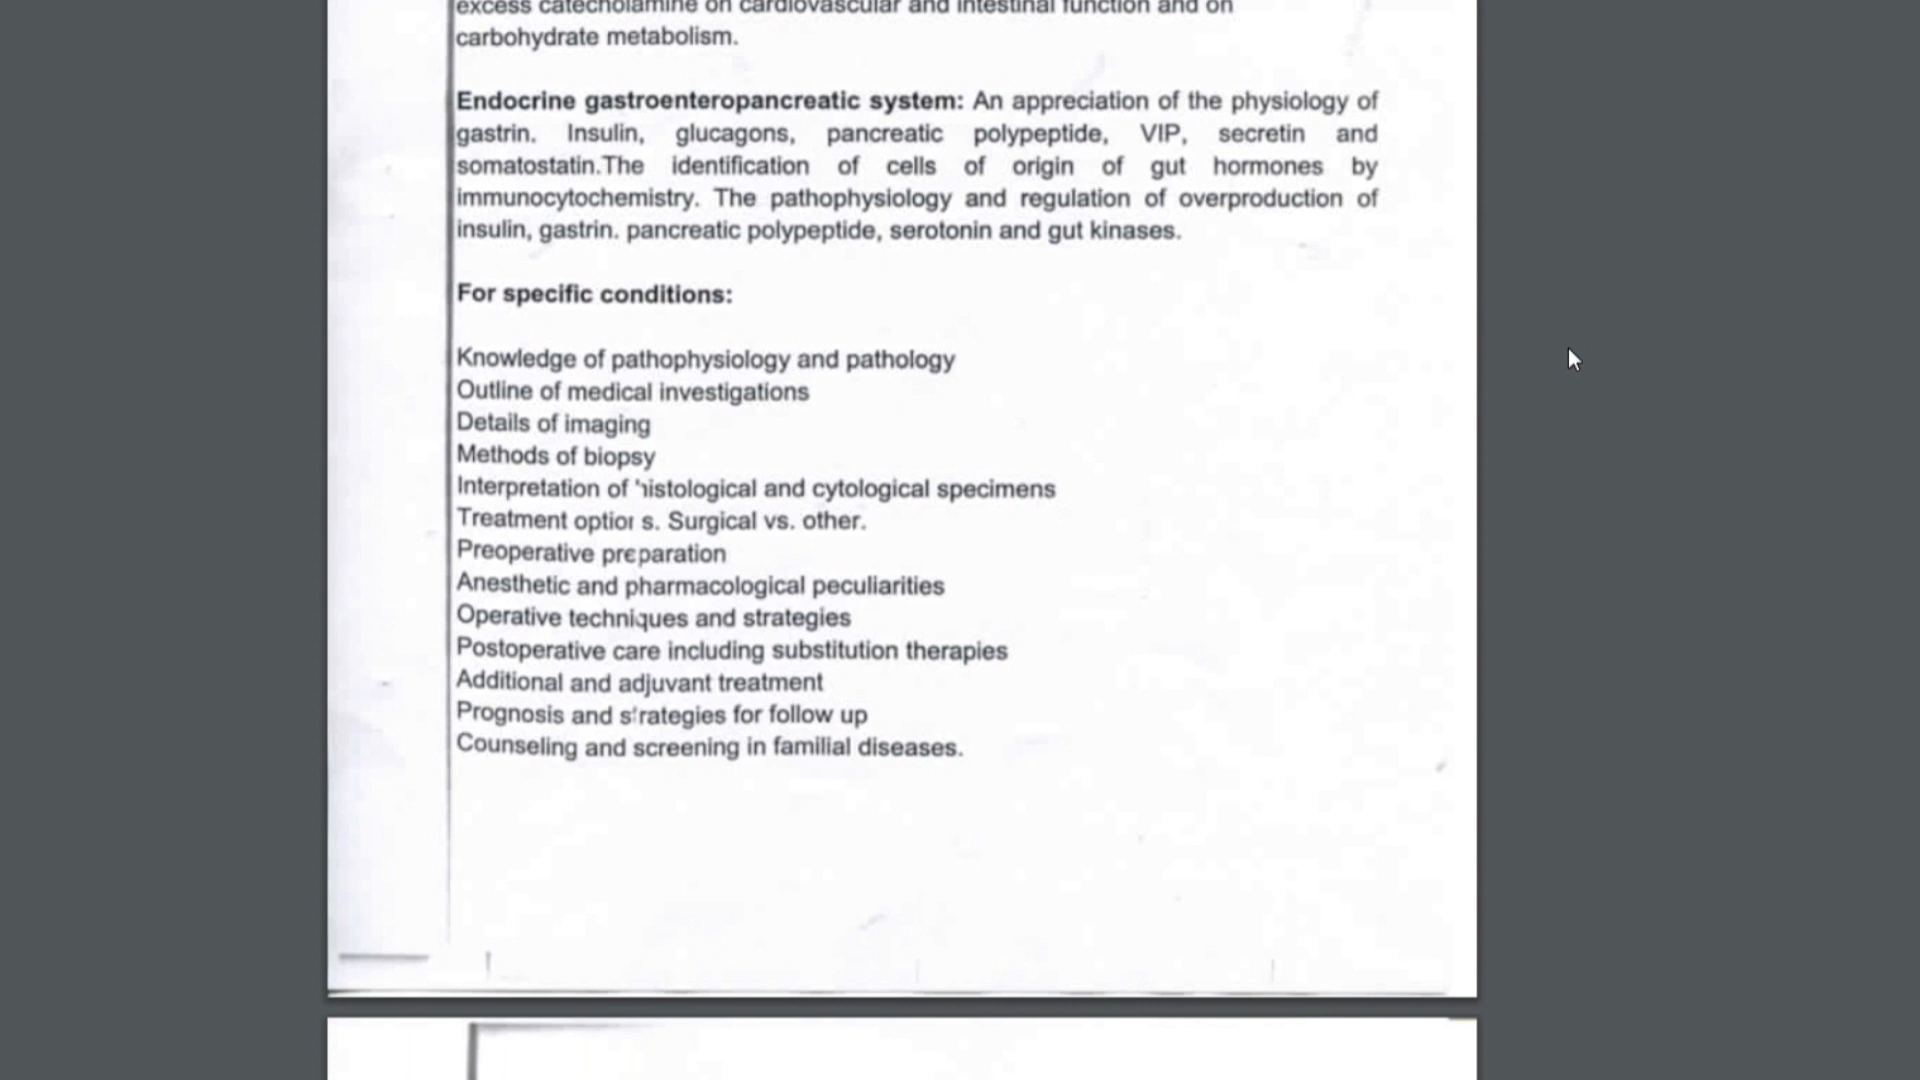 excess catecholamine on cardiovascular and intestinal function and on
carbohydrate metabolism.
Endocrine gastroenteropancreatic system: An appreciation of the physiology of
gastrin. Insulin, glucagons, pancreatic polypeptide, VIP, secretin and
somatostatin.The identification of cells of origin of gut hormones by
immunocytochemistry. The pathophysiology and regulation of overproduction of
insulin, gastrin. pancreatic polypeptide, serotonin and gut kinases.
For specific conditions:
Knowledge of pathophysiology and pathology
Outline of medical investigations
Details of imaging
Methods of biopsy
Interpretation of histological and cytological specimens
Treatment options. Surgical vs. other.
Preoperative preparation
Anesthetic and pharmacological peculiarities
Operative techniques and strategies
Postoperative care including substitution therapies
Additional and adjuvant treatment
Prognosis and strategies for follow up
Counseling and screening in familial diseases.